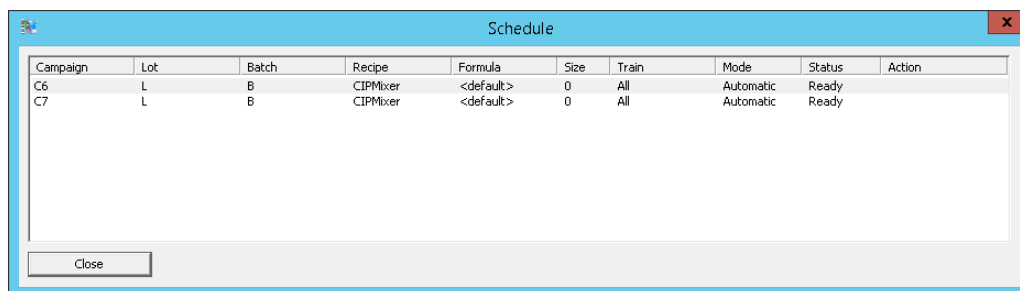 Schedule
x
Campaign Lot Batch Recipe Formula Size Train Mode Status Action
C6 L B CIPMixer <default> 0 All Automatic Ready
C7 L B CIPMixer <default> 0 All Automatic Ready
Close